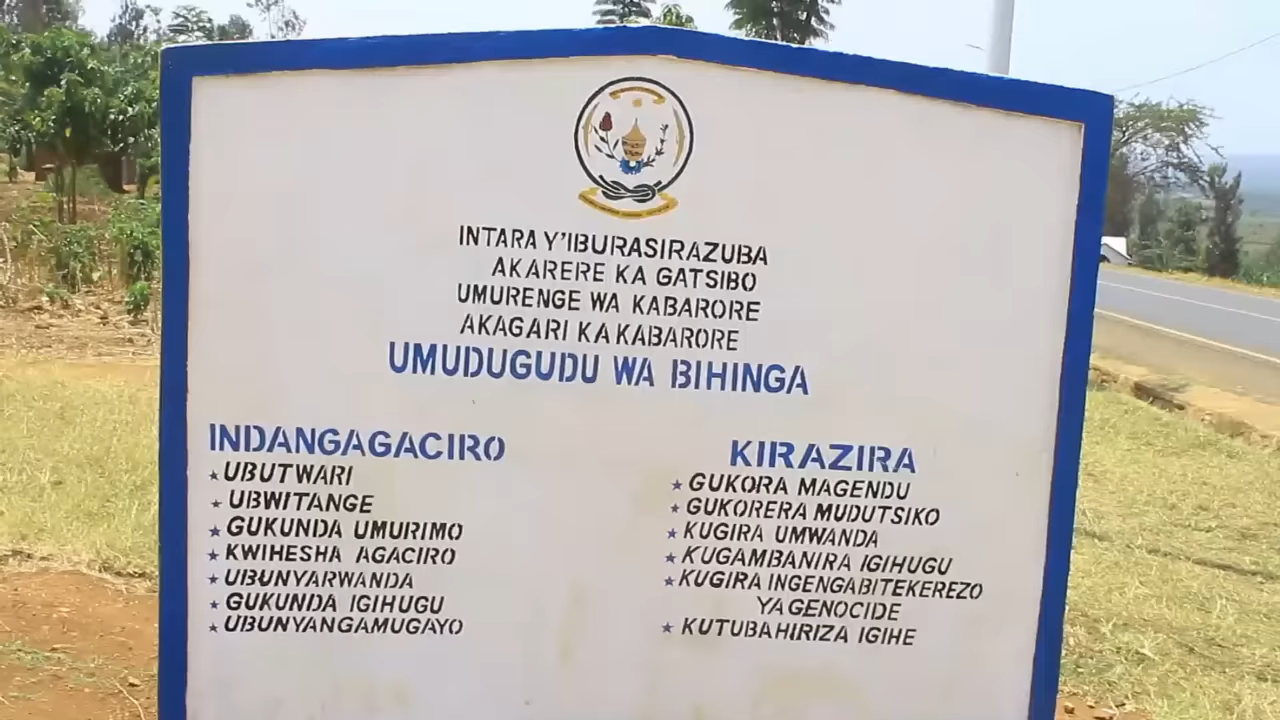 INTARA Y'IBURASIRAZUBA
AKARERE KA GATSIBO
UMURENGE WA KABARORE
AKAGARI KA KABARORE
UMUDUGUDU WA BIHINGA
INDANGAGACIRO
★ UBUTWARI
★ UBWITANGE
★ GUKUNDA UMURIMO
★ KWIHESHA AGACIRO
★ UBUNYARWANDA
★ GUKUNDA IGIHUGU
★ UBUNYANGAMUGAYO
KIRAZIRA
★ GUKORA MAGENDU
★ GUKORERA MUDUTSIKO
★ KUGIRA UMWANDA
★ KUGAMBANIRA IGIHUGU
★ KUGIRA INGENGABITEKEREZO
YA GENOCIDE
★ KUTUBAHIRIZA IGIHE